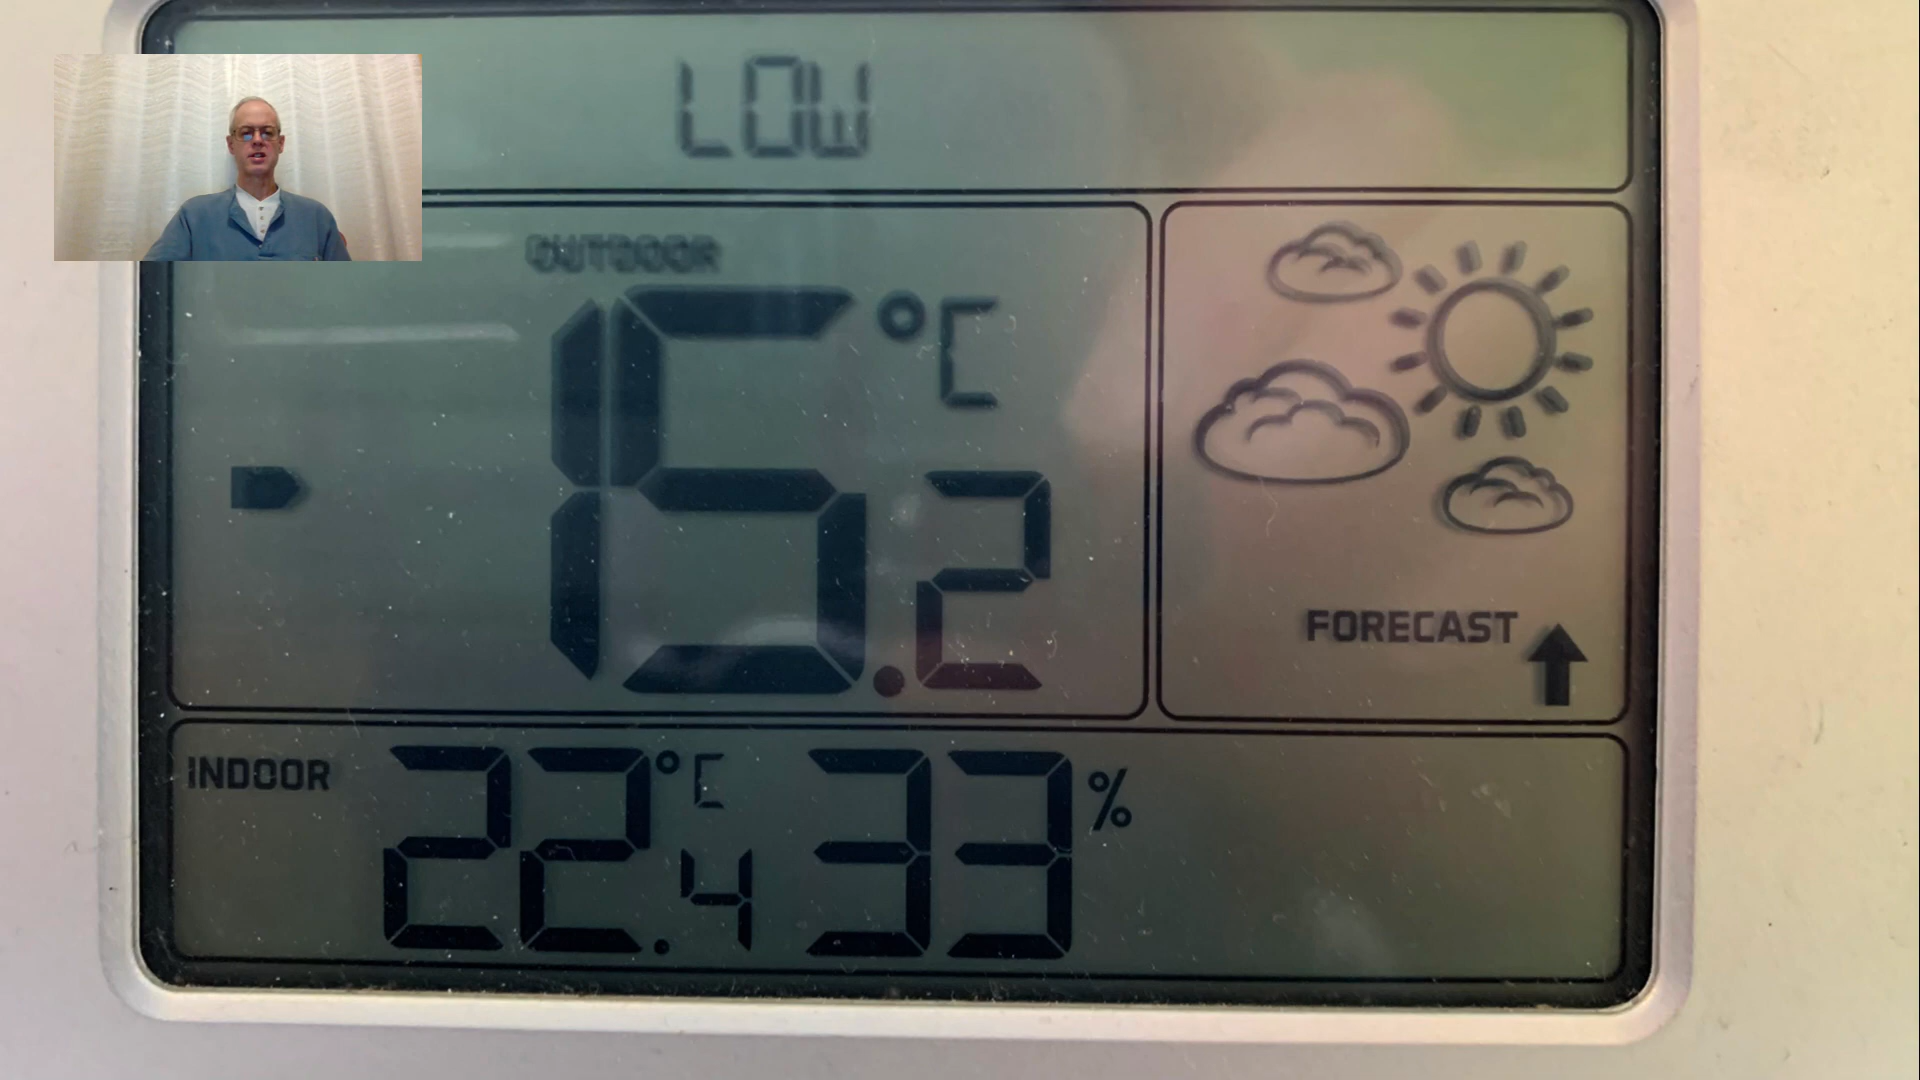 LOW
OUTDOOR
-15.2 °C
FORECAST
INDOOR 22.4 °C 33 %